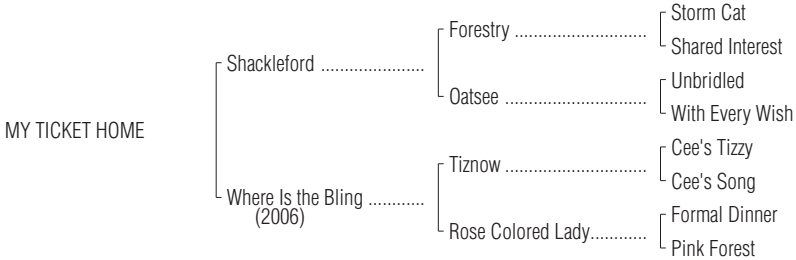 Storm Cat
Forestry ............................
Shared Interest
Shackleford ......................
Unbridled
Oatsee ..............................
With Every Wish
MY TICKET HOME
Cee's Tizzy
Tiznow ..............................
Cee's Song
Where Is the Bling ............
(2006)
Formal Dinner
Rose Colored Lady............
Pink Forest